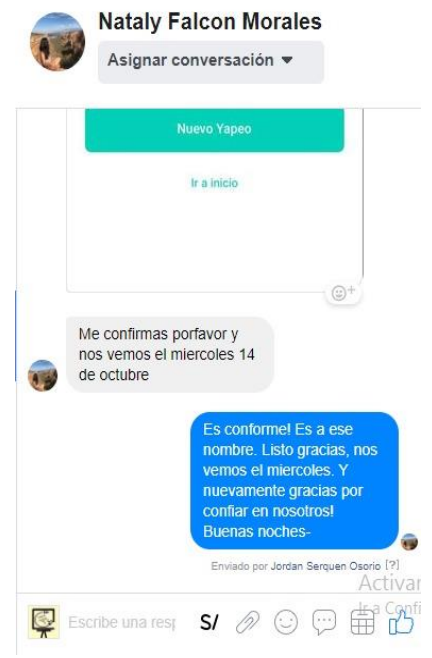 Nataly Falcon Morales
Asignar conversación
Nuevo Yapeo
Ir a inicio
Me confirmas porfavor y
nos vemos el miercoles 14
de octubre
Es conforme! Es a ese
nombre. Listo gracias, nos
vemos el miercoles. Y
nuevamente gracias por
confiar en nosotros!
Buenas noches-
Enviado por Jordan Serquen Osorio [?]
Activar
Escribe una resp
S/